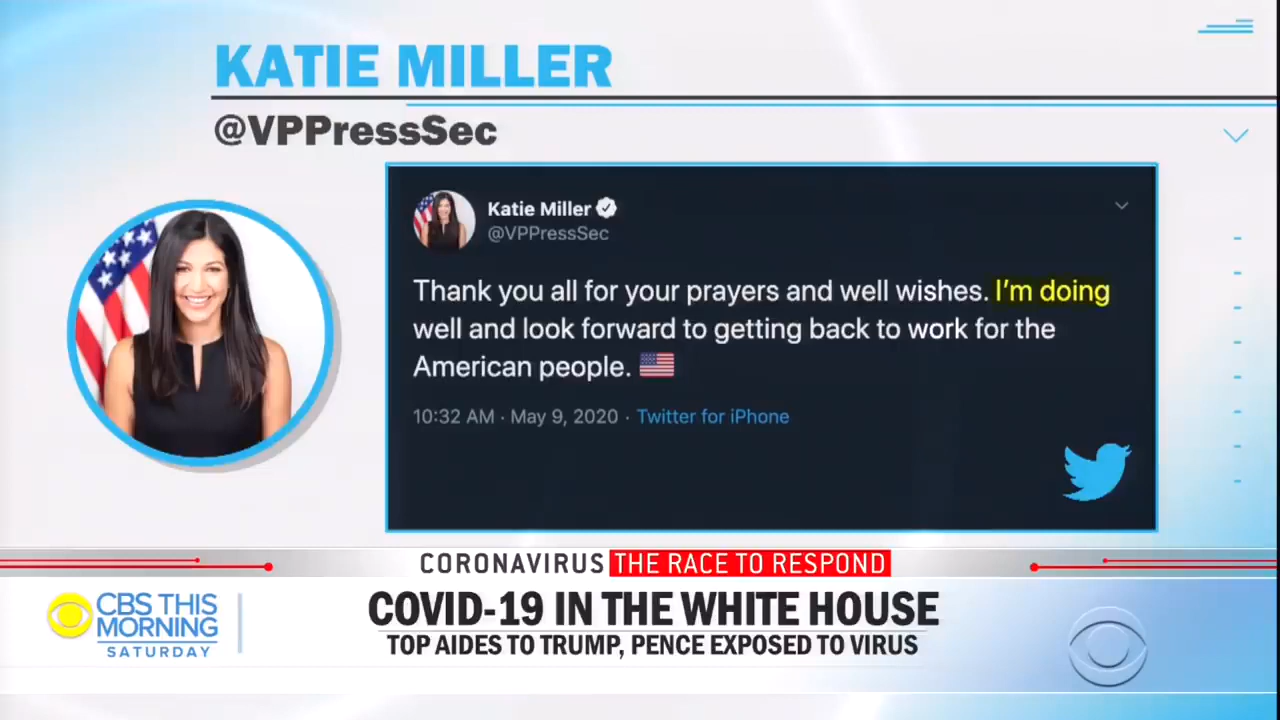 KATIE MILLER
@VPPressSec
Katie Miller
@VPPressSec
Thank you all for your prayers and well wishes. I'm doing
well and look forward to getting back to work for the
American people. 🇺🇸
10:32 AM · May 9, 2020 · Twitter for iPhone
CORONAVIRUS THE RACE TO RESPOND
COVID-19 IN THE WHITE HOUSE
TOP AIDES TO TRUMP, PENCE EXPOSED TO VIRUS
CBS THIS
MORNING
SATURDAY